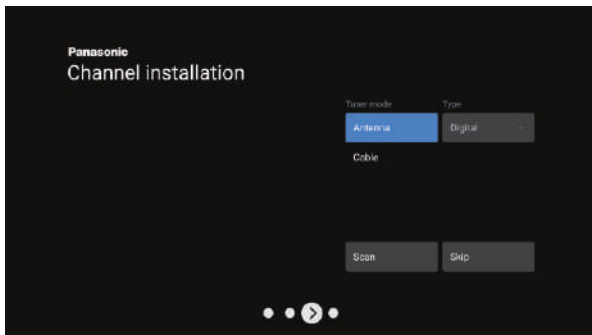 Panasonic
Channel installation
Tuner mode Type
Antenna Digital
Cable
Scan Skip